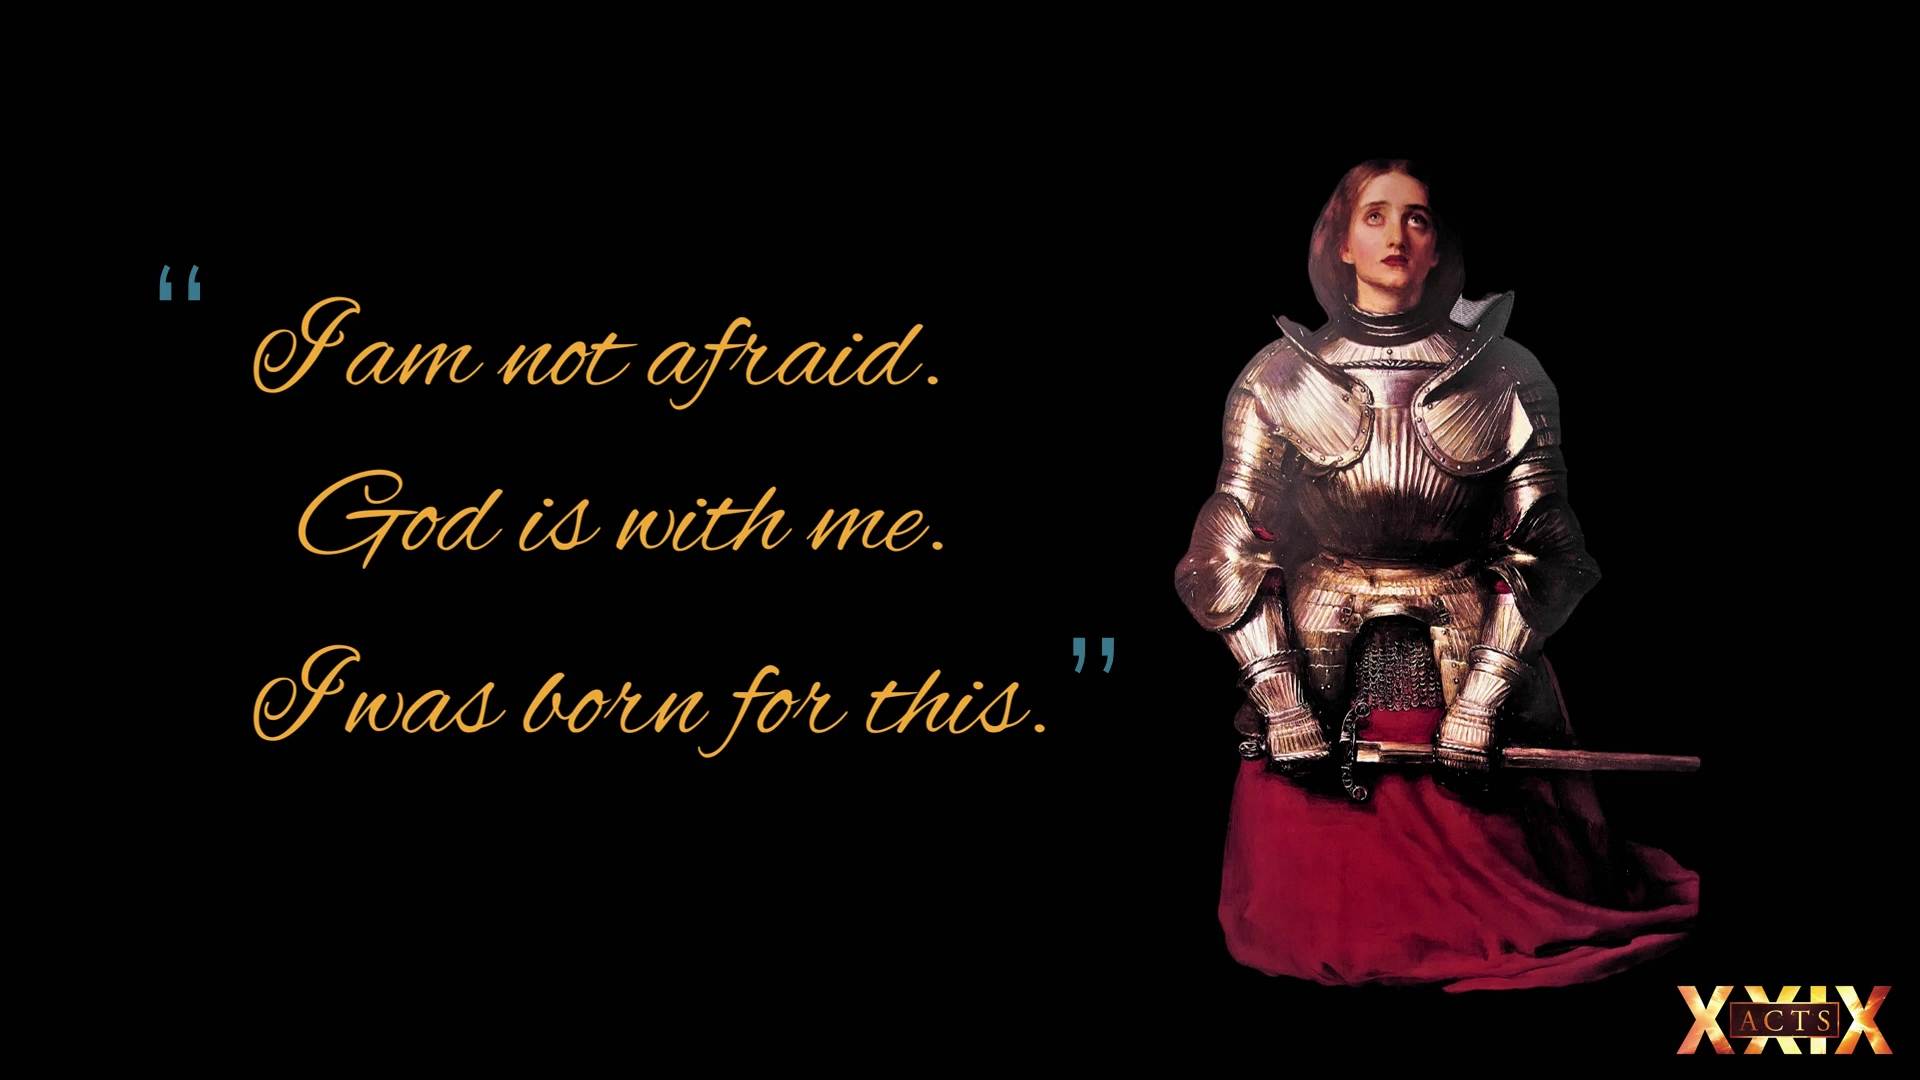 “ I am not afraid.
God is with me.
I was born for this. ”
XXIX
ACTS